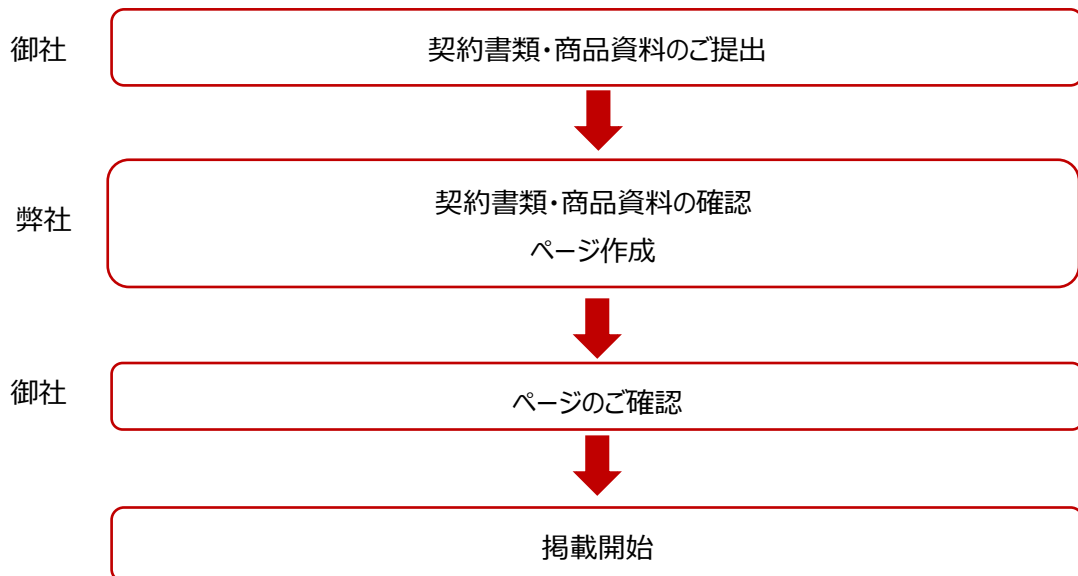 御社
契約書類・商品資料のご提出
弊社
契約書類・商品資料の確認
ページ作成
御社
ページのご確認
掲載開始